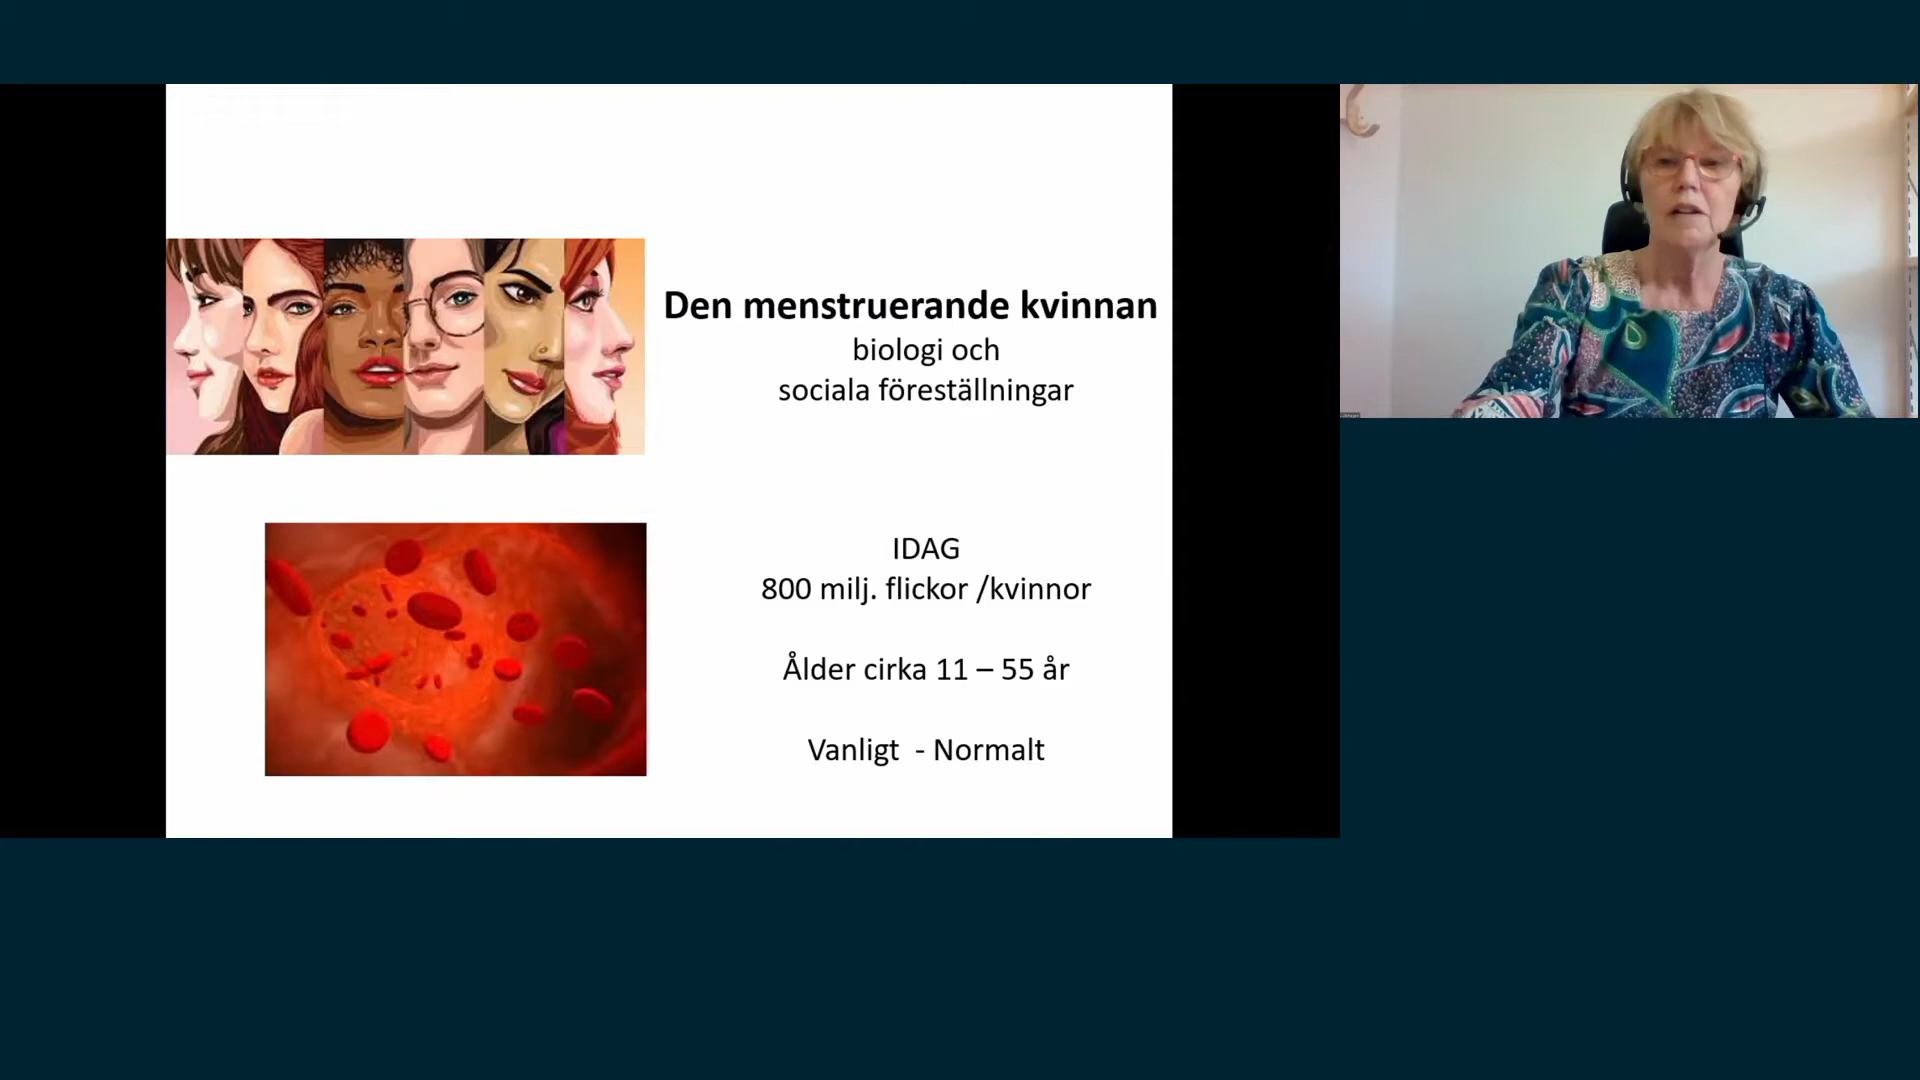 Den menstruerande kvinnan
biologi och
sociala föreställningar
IDAG
800 milj. flickor /kvinnor
Ålder cirka 11 – 55 år
Vanligt - Normalt